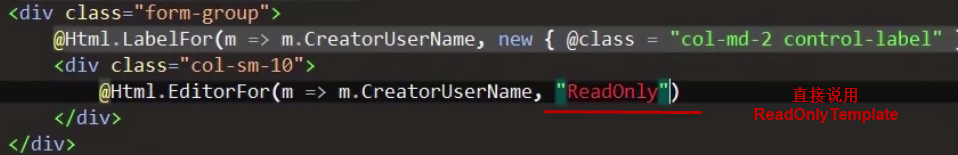 <div class="form-group">
@Html.LabelFor(m => m.CreatorUserName, new { @class = "col-md-2 control-label" }
<div class="col-sm-10">
@Html.EditorFor(m => m.CreatorUserName, "ReadOnly")
直接说用
ReadOnlyTemplate
</div>
</div>